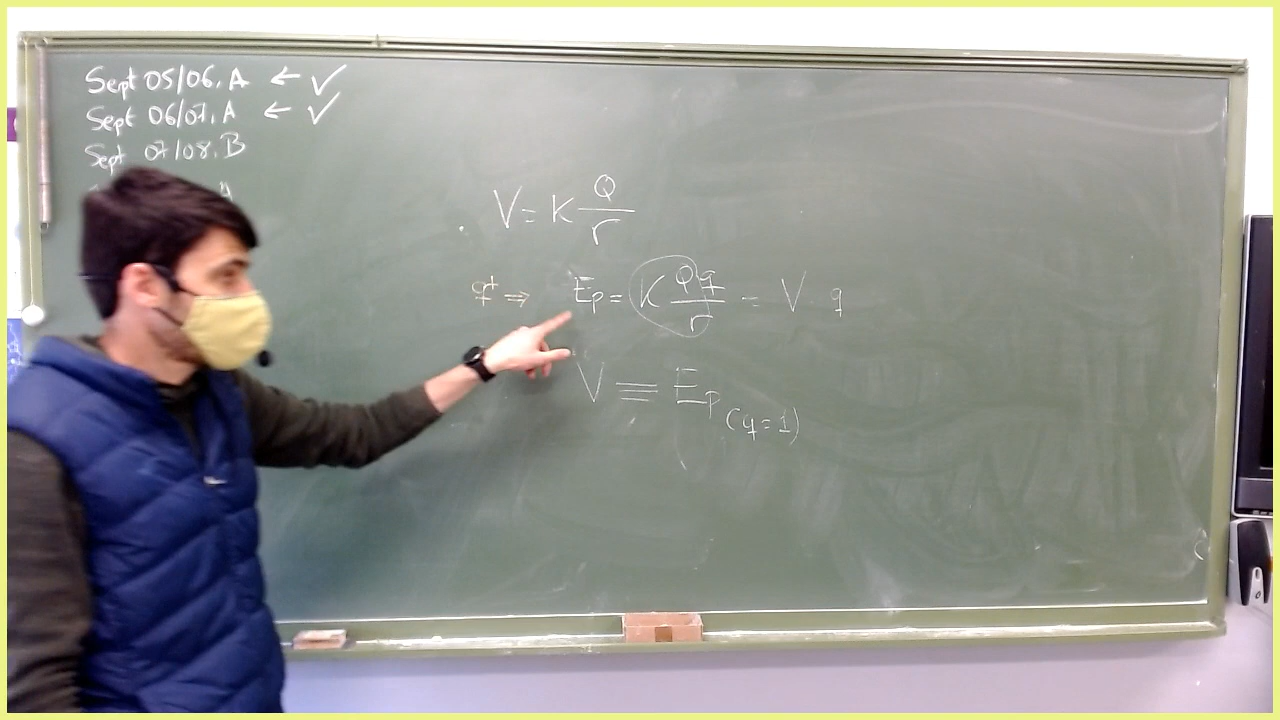 Sept 05/06, A ← ✓
Sept 06/07, A ← ✓
Sept 07/08, B
V = K Q/r
q⁺ ⇒ Ep = K Qq/r = V · q
V ≡ Ep (q=1)